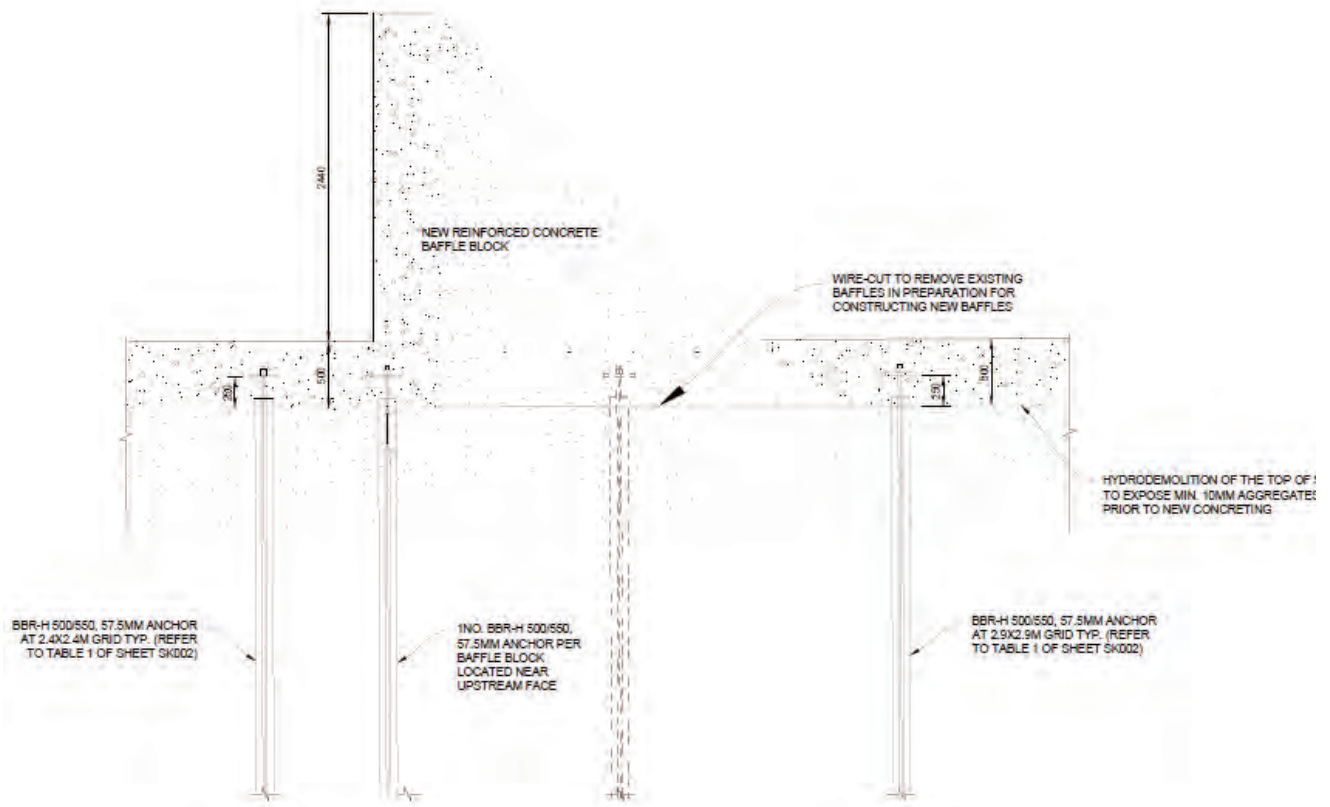 2440
NEW REINFORCED CONCRETE
BAFFLE BLOCK
WIRE-CUT TO REMOVE EXISTING
BAFFLES IN PREPARATION FOR
CONSTRUCTING NEW BAFFLES
500
250
HYDRODEMOLITION OF THE TOP OF
TO EXPOSE MIN. 10MM AGGREGATES
PRIOR TO NEW CONCRETING
BBR-H 500/550, 57.5MM ANCHOR
AT 2.4X2.4M GRID TYP. (REFER
TO TABLE 1 OF SHEET SK002)
1NO. BBR-H 500/550,
57.5MM ANCHOR PER
BAFFLE BLOCK
LOCATED NEAR
UPSTREAM FACE
BBR-H 500/550, 57.5MM ANCHOR
AT 2.9X2.9M GRID TYP. (REFER
TO TABLE 1 OF SHEET SK002)